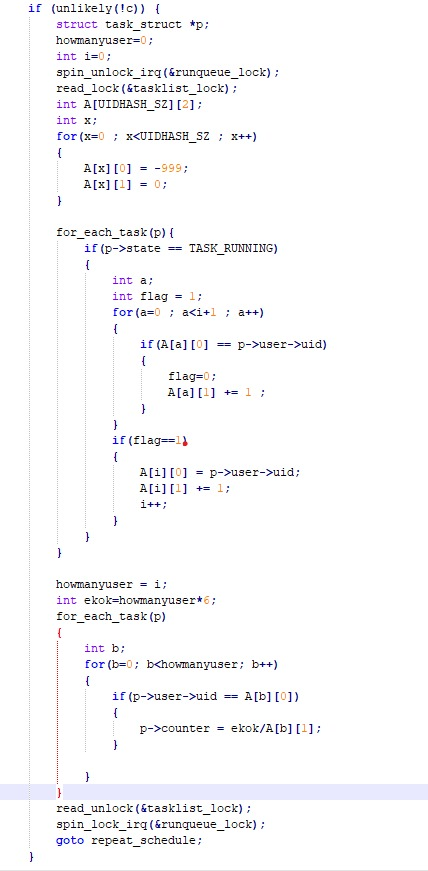 if (unlikely(!c)) {
struct task_struct *p;
howmanyuser=0;
int i=0;
spin_unlock_irq(&runqueue_lock);
read_lock(&tasklist_lock);
int A[UIDHASH_SZ][2];
int x;
for(x=0 ; x<UIDHASH_SZ ; x++)
{
A[x][0] = -999;
A[x][1] = 0;
}
for_each_task(p){
if(p->state == TASK_RUNNING)
{
int a;
int flag = 1;
for(a=0 ; a<i+1 ; a++)
{
if(A[a][0] == p->user->uid)
{
flag=0;
A[a][1] += 1 ;
}
}
if(flag==1)
{
A[i][0] = p->user->uid;
A[i][1] += 1;
i++;
}
}
}
howmanyuser = i;
int ekok=howmanyuser*6;
for_each_task(p)
{
int b;
for(b=0; b<howmanyuser; b++)
{
if(p->user->uid == A[b][0])
{
p->counter = ekok/A[b][1];
}
}
}
read_unlock(&tasklist_lock);
spin_lock_irq(&runqueue_lock);
goto repeat_schedule;
}